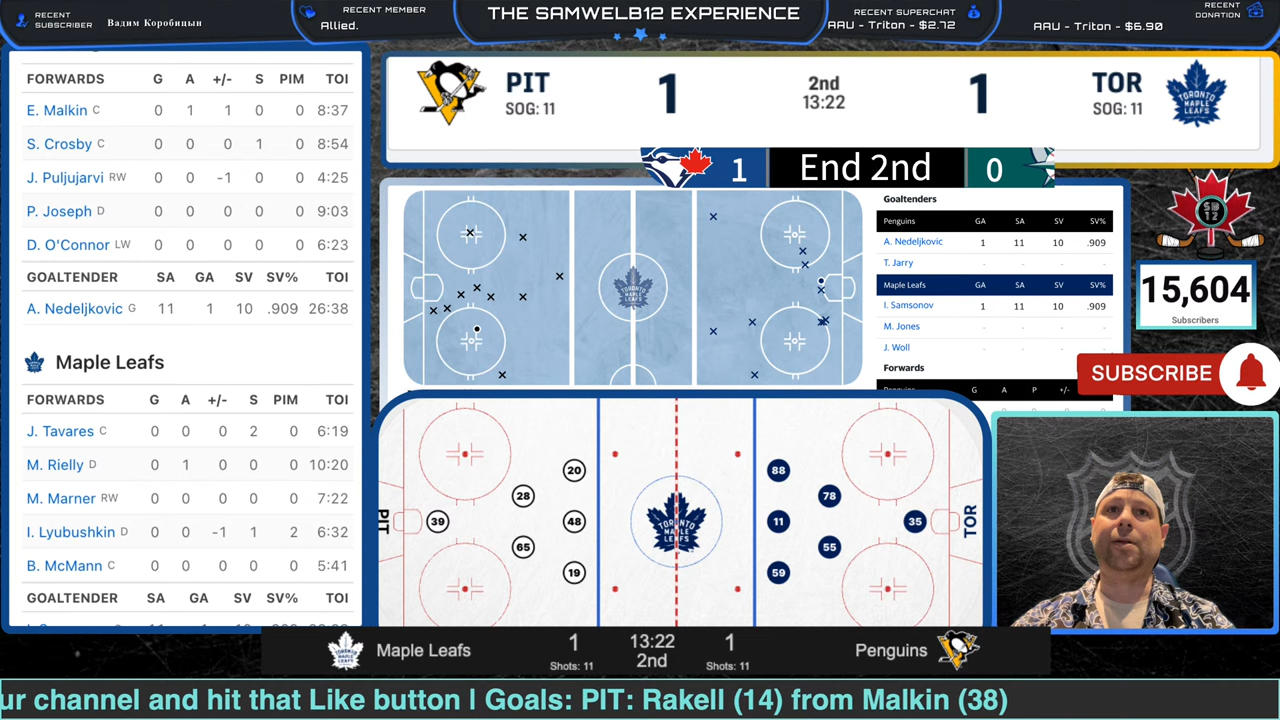 RECENT SUBSCRIBER
Вадим Коробицын
RECENT MEMBER
Allied.
THE SAMWELB12 EXPERIENCE
RECENT SUPERCHAT
AAU - Triton - $2.72
RECENT DONATION
AAU - Triton - $6.90
FORWARDS G A +/- S PIM TOI
E. Malkin C 0 1 1 0 0 8:37
S. Crosby C 0 0 0 1 0 8:54
J. Puljujarvi RW 0 0 -1 0 0 4:25
P. Joseph D 0 0 0 0 0 9:03
D. O'Connor LW 0 0 0 0 0 6:23
GOALTENDER SA GA SV SV% TOI
A. Nedeljkovic G 11 1 10 .909 26:38
Maple Leafs
FORWARDS G A +/- S PIM TOI
J. Tavares C 0 0 0 2 0 6:19
M. Rielly D 0 1 0 0 0 10:20
M. Marner RW 0 0 0 0 0 7:22
I. Lyubushkin D 0 0 -1 1 2 6:32
B. McMann C 0 0 0 0 0 5:41
GOALTENDER SA GA SV SV% TOI
PIT
SOG: 11
1
2nd
13:22
1
TOR
SOG: 11
TORONTO MAPLE LEAFS
1 End 2nd 0
TORONTO MAPLE LEAFS
Goaltenders
Penguins GA SA SV SV%
A. Nedeljkovic 1 11 10 .909
T. Jarry - - - -
Maple Leafs GA SA SV SV%
I. Samsonov 1 11 10 .909
M. Jones - - - -
J. Woll - - - -
Forwards
G A P +/-
SB
12
15,604
Subscribers
SUBSCRIBE
PIT
39
28
65
20
48
19
TORONTO MAPLE LEAFS
88
11
59
78
55
35
TOR
Maple Leafs
1
Shots: 11
13:22
2nd
1
Shots: 11
Penguins
ur channel and hit that Like button | Goals: PIT: Rakell (14) from Malkin (38)